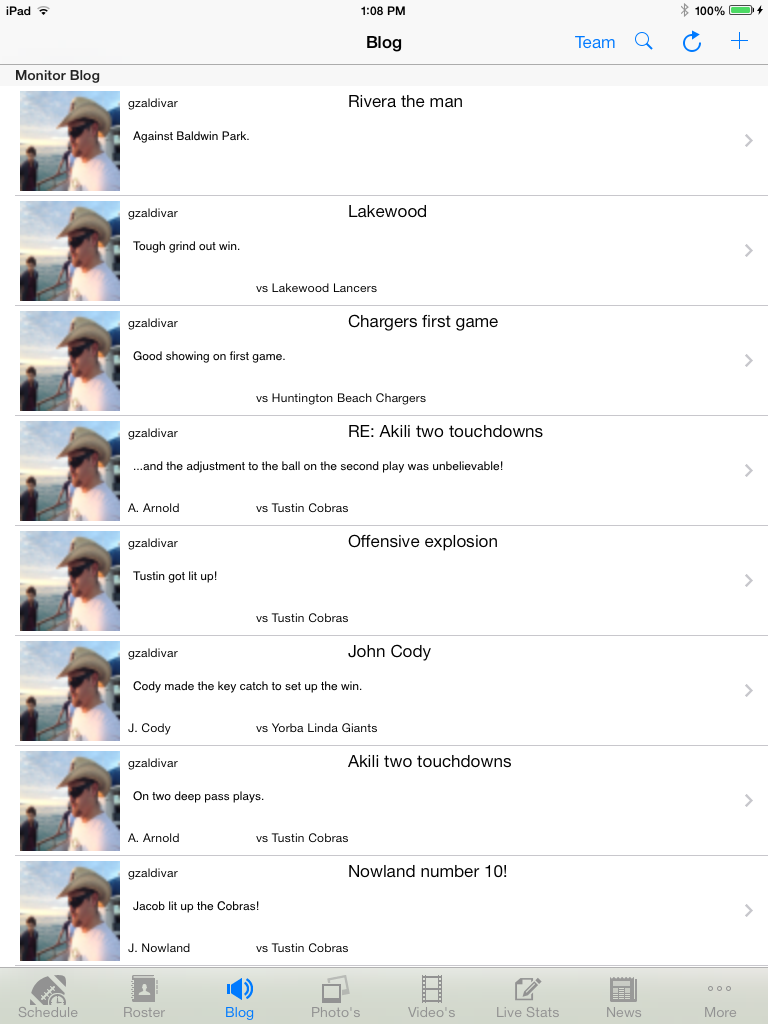 iPad 1:08 PM 100%
Blog Team
Monitor Blog
gzaldivar Rivera the man
Against Baldwin Park.
gzaldivar Lakewood
Tough grind out win.
vs Lakewood Lancers
gzaldivar Chargers first game
Good showing on first game.
vs Huntington Beach Chargers
gzaldivar RE: Akili two touchdowns
...and the adjustment to the ball on the second play was unbelievable!
A. Arnold vs Tustin Cobras
gzaldivar Offensive explosion
Tustin got lit up!
vs Tustin Cobras
gzaldivar John Cody
Cody made the key catch to set up the win.
J. Cody vs Yorba Linda Giants
gzaldivar Akili two touchdowns
On two deep pass plays.
A. Arnold vs Tustin Cobras
gzaldivar Nowland number 10!
Jacob lit up the Cobras!
J. Nowland vs Tustin Cobras
Schedule Roster Blog Photo's Video's Live Stats News More